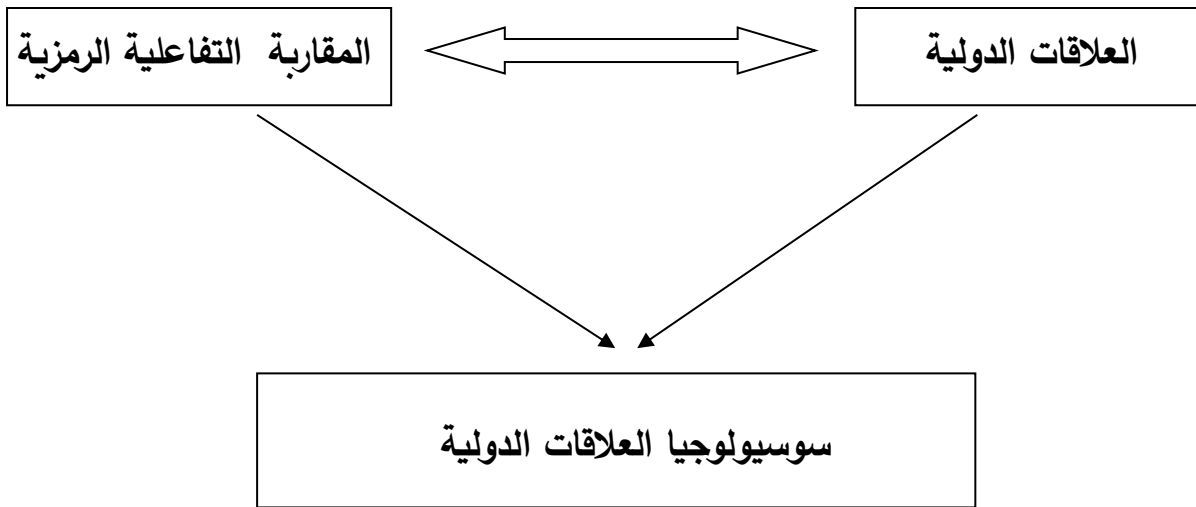 العلاقات الدولية
المقاربة التفاعلية الرمزية
سوسيولوجيا العلاقات الدولية